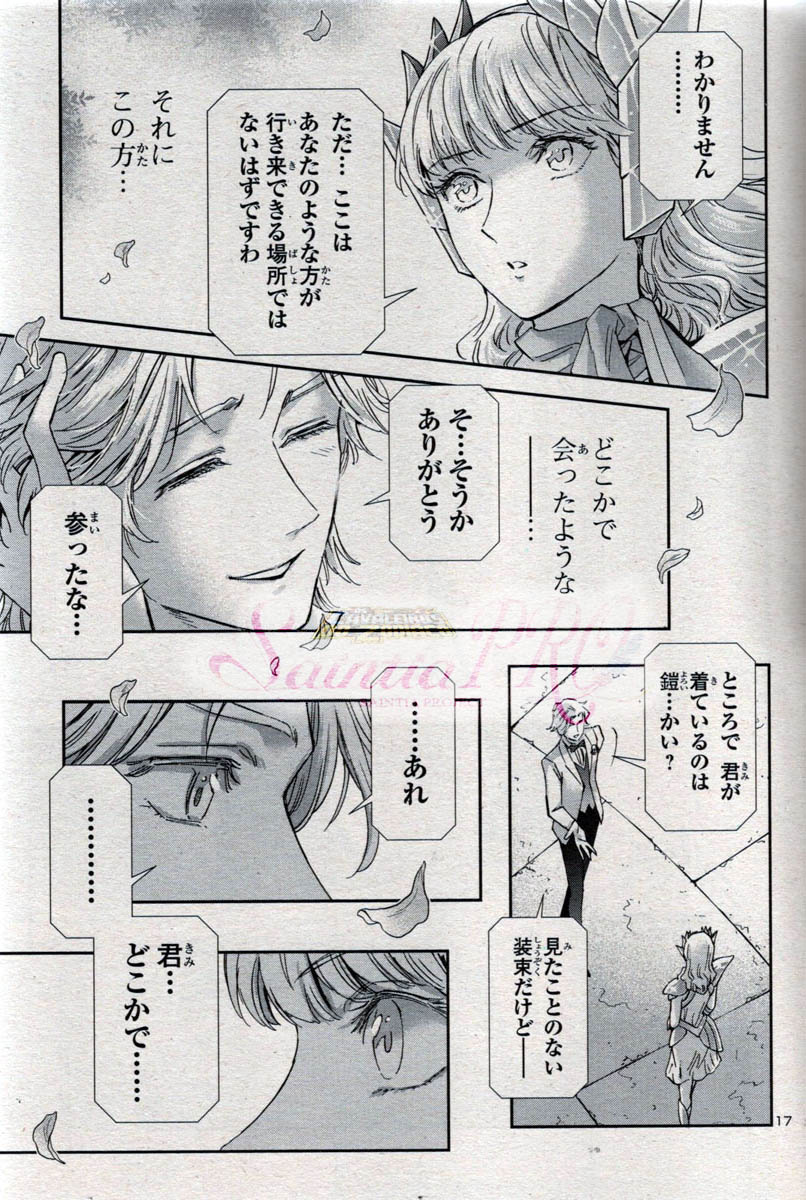 わかりません
………
ただ…ここは
あなたのような方が
行き来できる場所では
ないはずですわ
それに
この方…
どこかで
会ったような
――……
そ…そうか
ありがとう
参ったな…
ところで 君が
着ているのは
鎧…かい？
見たことのない
装束だけど――
……あれ
……………
君…
どこかで……
Saintia PRO
SAINTIA PROJECT
17